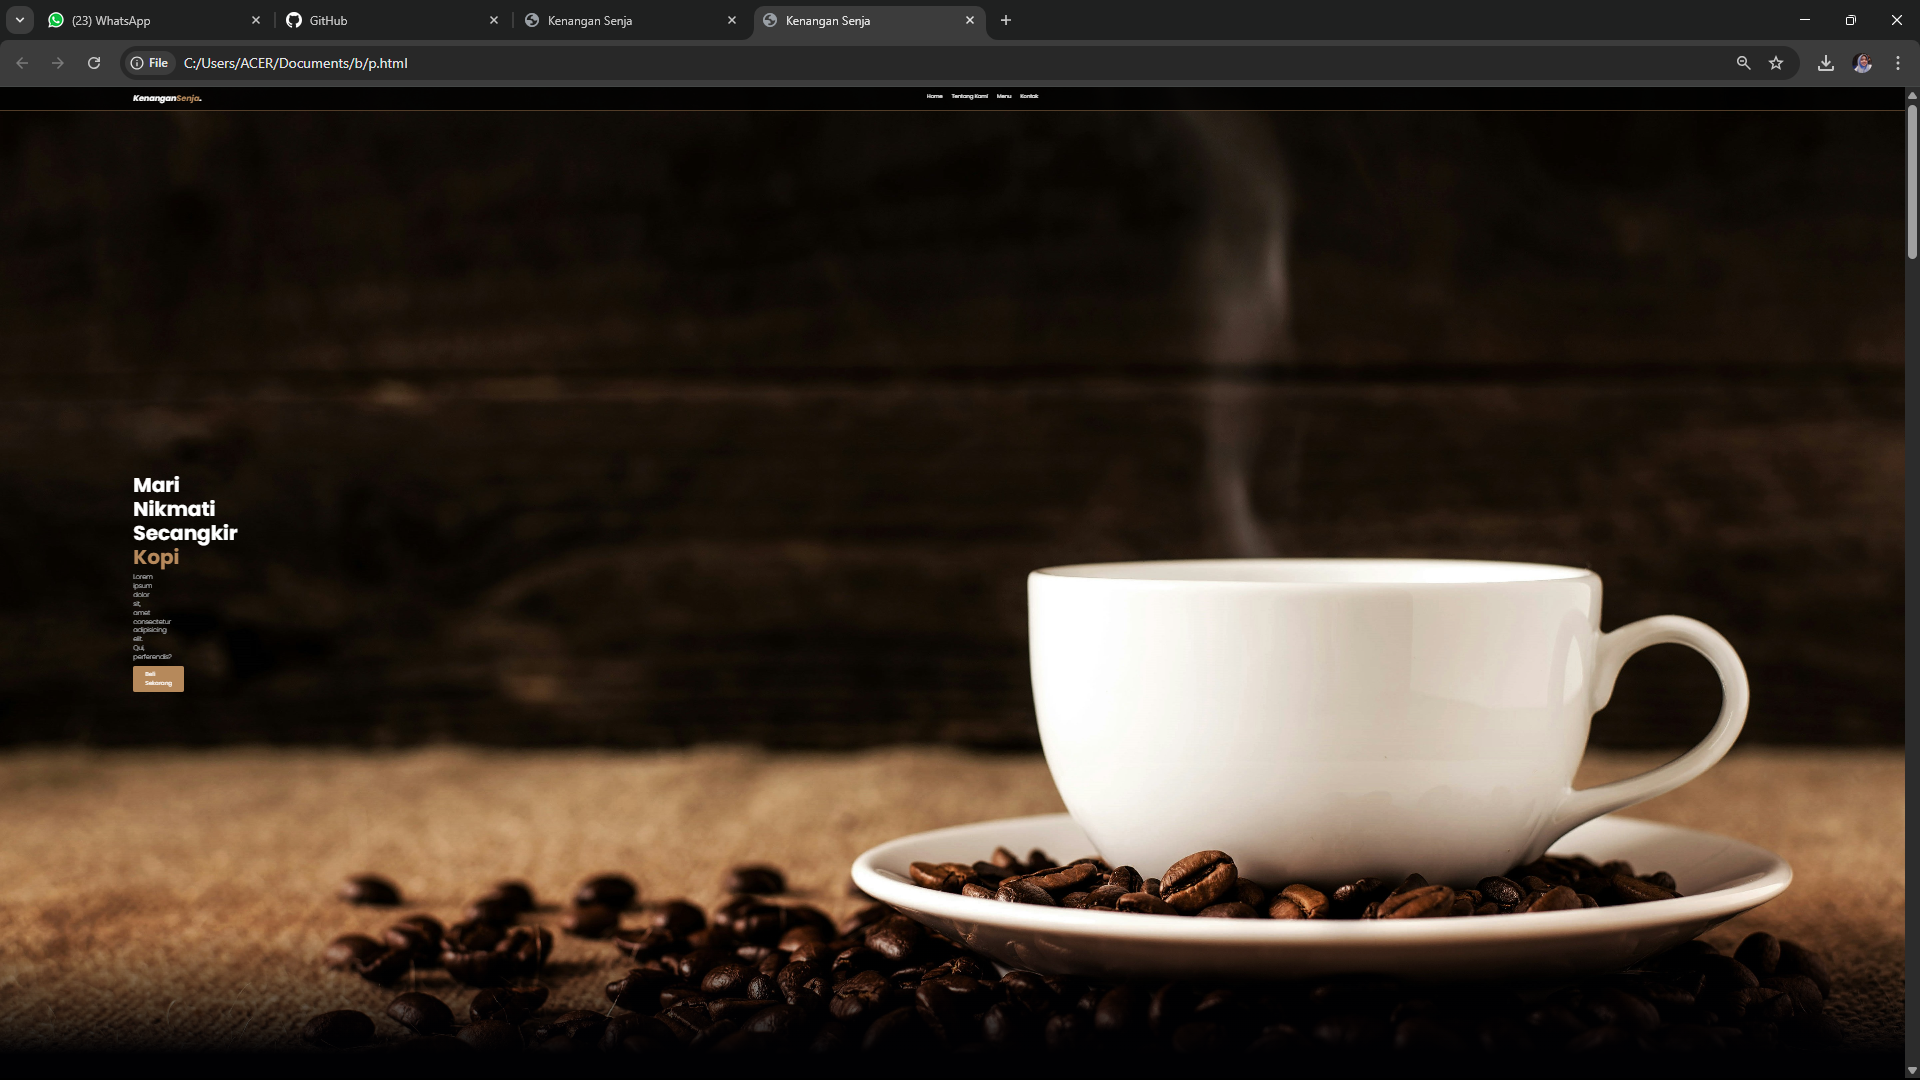 (23) WhatsApp
GitHub
Kenangan Senja
Kenangan Senja
File
C:/Users/ACER/Documents/b/p.html
KenanganSenja.
Home Tentang Kami Menu Kontak
Mari
Nikmati
Secangkir
Kopi
Lorem
ipsum
dolor
sit,
amet
consectetur
adipisicing
elit.
Qui,
perferendis?
Beli
Sekarang